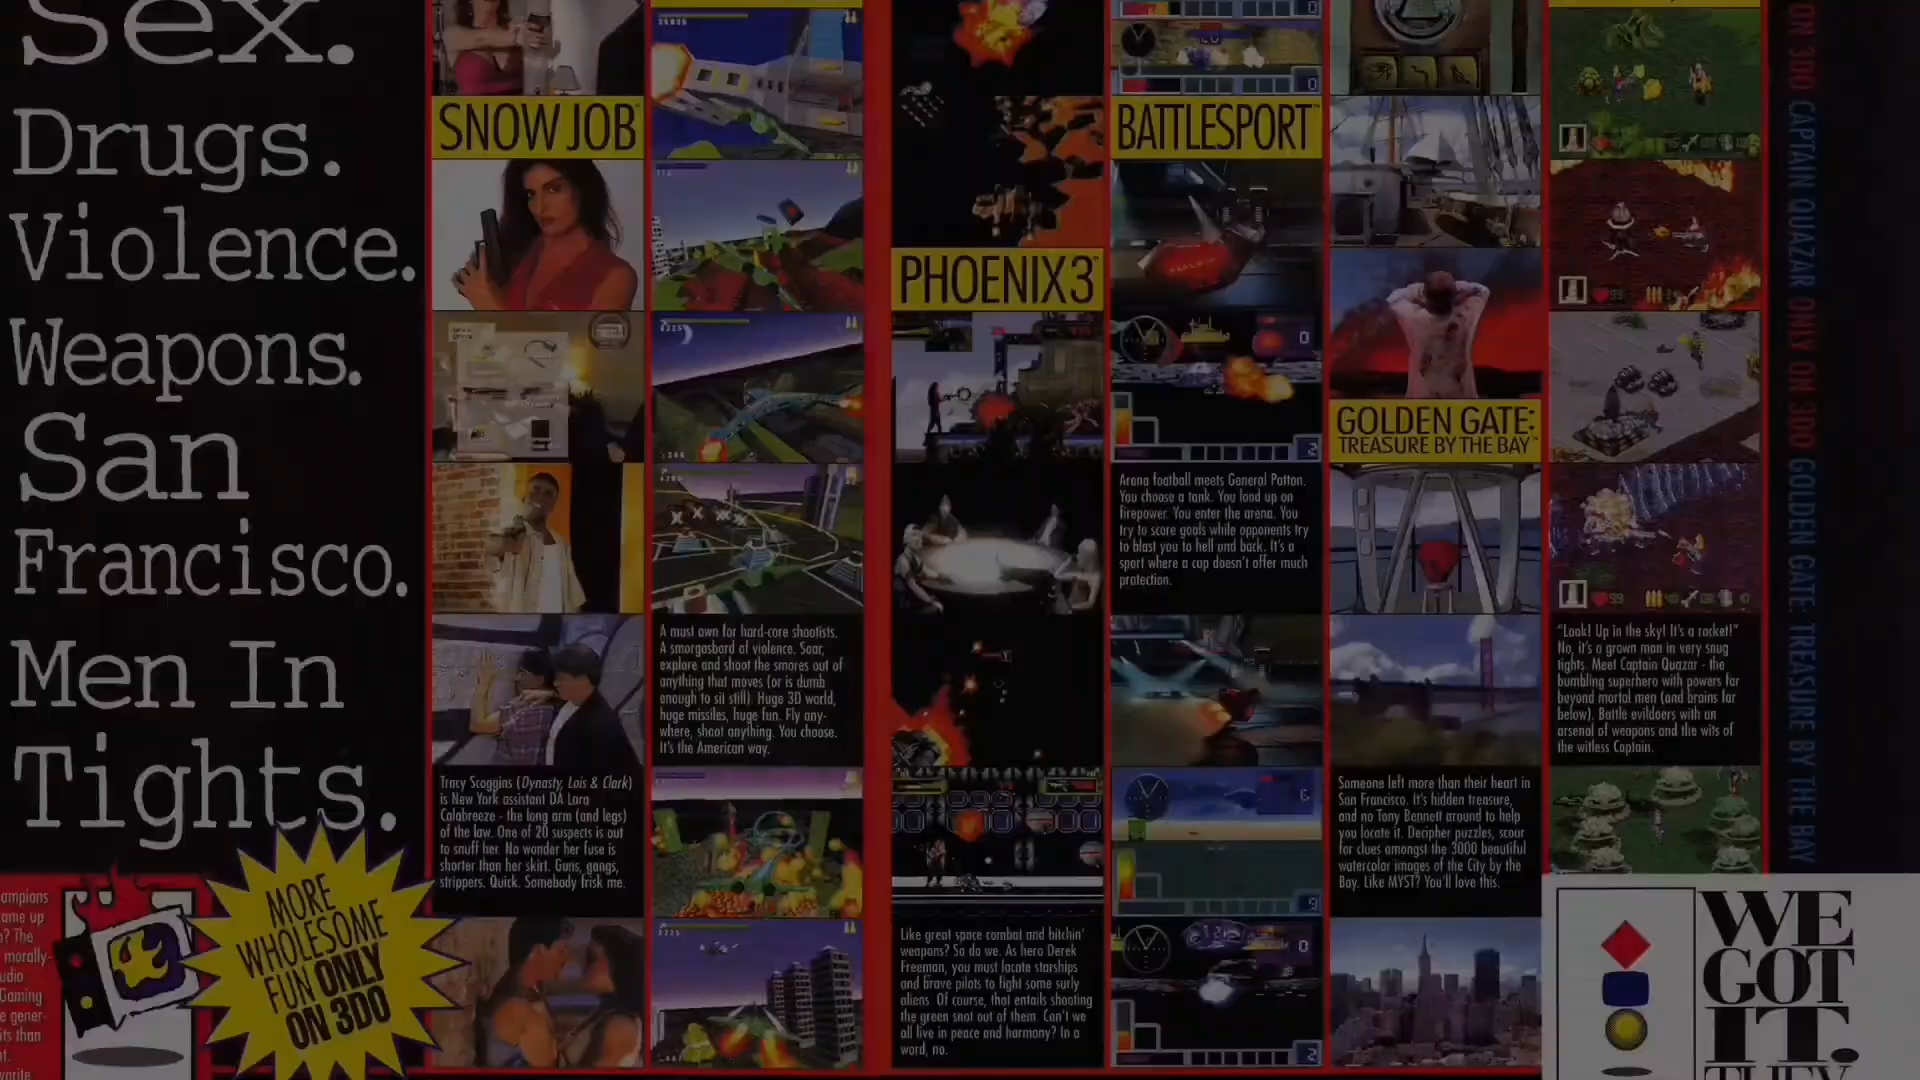 Sex.
Drugs.
Violence.
Weapons.
San
Francisco.
Men In
Tights.
MORE
WHOLESOME
FUN ONLY
ON 3DO
SNOW JOB
Tracy Scoggins (Dynasty, Lois & Clark)
is New York assistant DA Lara
Calabreeze - the long arm (and legs)
of the law. One of 20 suspects is out
to snuff her. No wonder her fuse is
shorter than her skirt. Guns, gangs,
strippers. Quick. Somebody frisk me.
A must own for hard-core shootists.
A smorgasbord of violence. Soar,
explore and shoot the smores out of
anything that moves (or is dumb
enough to sit still). Huge 3D world,
huge missiles, huge fun. Fly any-
where, shoot anything. You choose.
It's the American way.
PHOENIX 3™
Like great space combat and bitchin'
weapons? So do we. As hero Derek
Freeman, you must locate starships
and brave pilots to fight some surly
aliens. Of course, that entails shooting
the green snot out of them. Can't we
all live in peace and harmony? In a
word, no.
BATTLESPORT™
Arena football meets General Patton.
You choose a tank. You load up on
firepower. You enter the arena. You
try to score goals while opponents try
to blast you to hell and back. It's a
sport where a cup doesn't offer much
protection.
GOLDEN GATE:
TREASURE BY THE BAY™
Someone left more than their heart in
San Francisco. It's hidden treasure,
and no Tony Bennett around to help
you locate it. Decipher puzzles, scour
for clues amongst the 3000 beautiful
watercolor images of the City by the
Bay. Like MYST? You'll love this.
"Look! Up in the sky! It's a rocket!"
No, it's a grown man in very snug
tights. Meet Captain Quazar - the
bumbling superhero with powers far
beyond mortal men (and brains far
below). Battle evildoers with an
arsenal of weapons and the wits of
the witless Captain.
ON 3DO CAPTAIN QUAZAR ONLY ON 3DO GOLDEN GATE: TREASURE BY THE BAY
WE
GOT
IT.
THEY